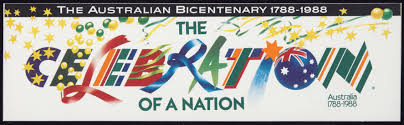 THE AUSTRALIAN BICENTENARY 1788-1988
THE
CELEBRATION
OF A NATION
Australia
1788-1988